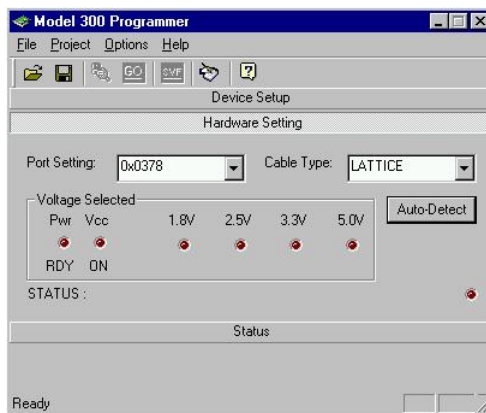 Model 300 Programmer
File Project Options Help
GO SVF
Device Setup
Hardware Setting
Port Setting: 0x0378 Cable Type: LATTICE
Voltage Selected
Auto-Detect
Pwr Vcc 1.8V 2.5V 3.3V 5.0V
RDY ON
STATUS :
Status
Ready